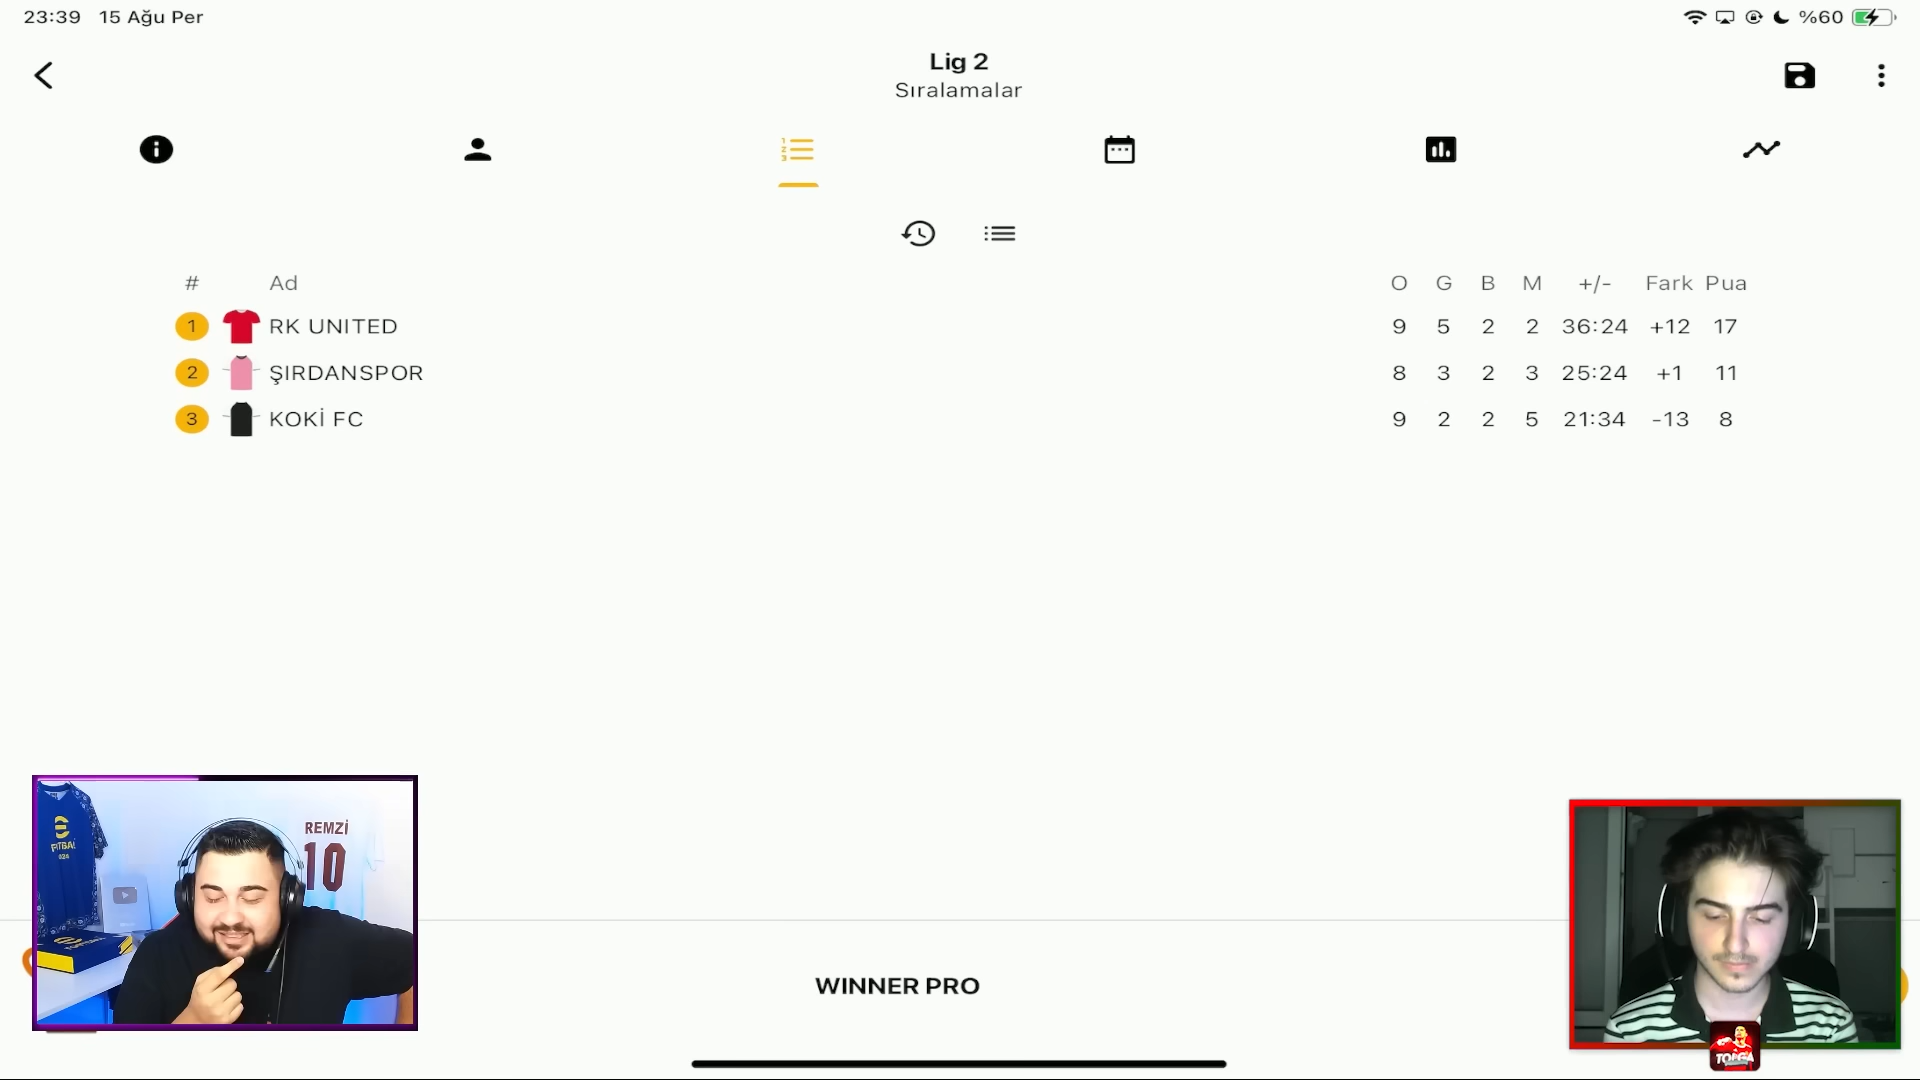 23:39 15 Ağu Per
%60
Lig 2
Sıralamalar
# Ad O G B M +/- Fark Pua
1 RK UNITED 9 5 2 2 36:24 +12 17
2 ŞIRDANSPOR 8 3 2 3 25:24 +1 11
3 KOKİ FC 9 2 2 5 21:34 -13 8
REMZİ
10
WINNER PRO
TOLGA